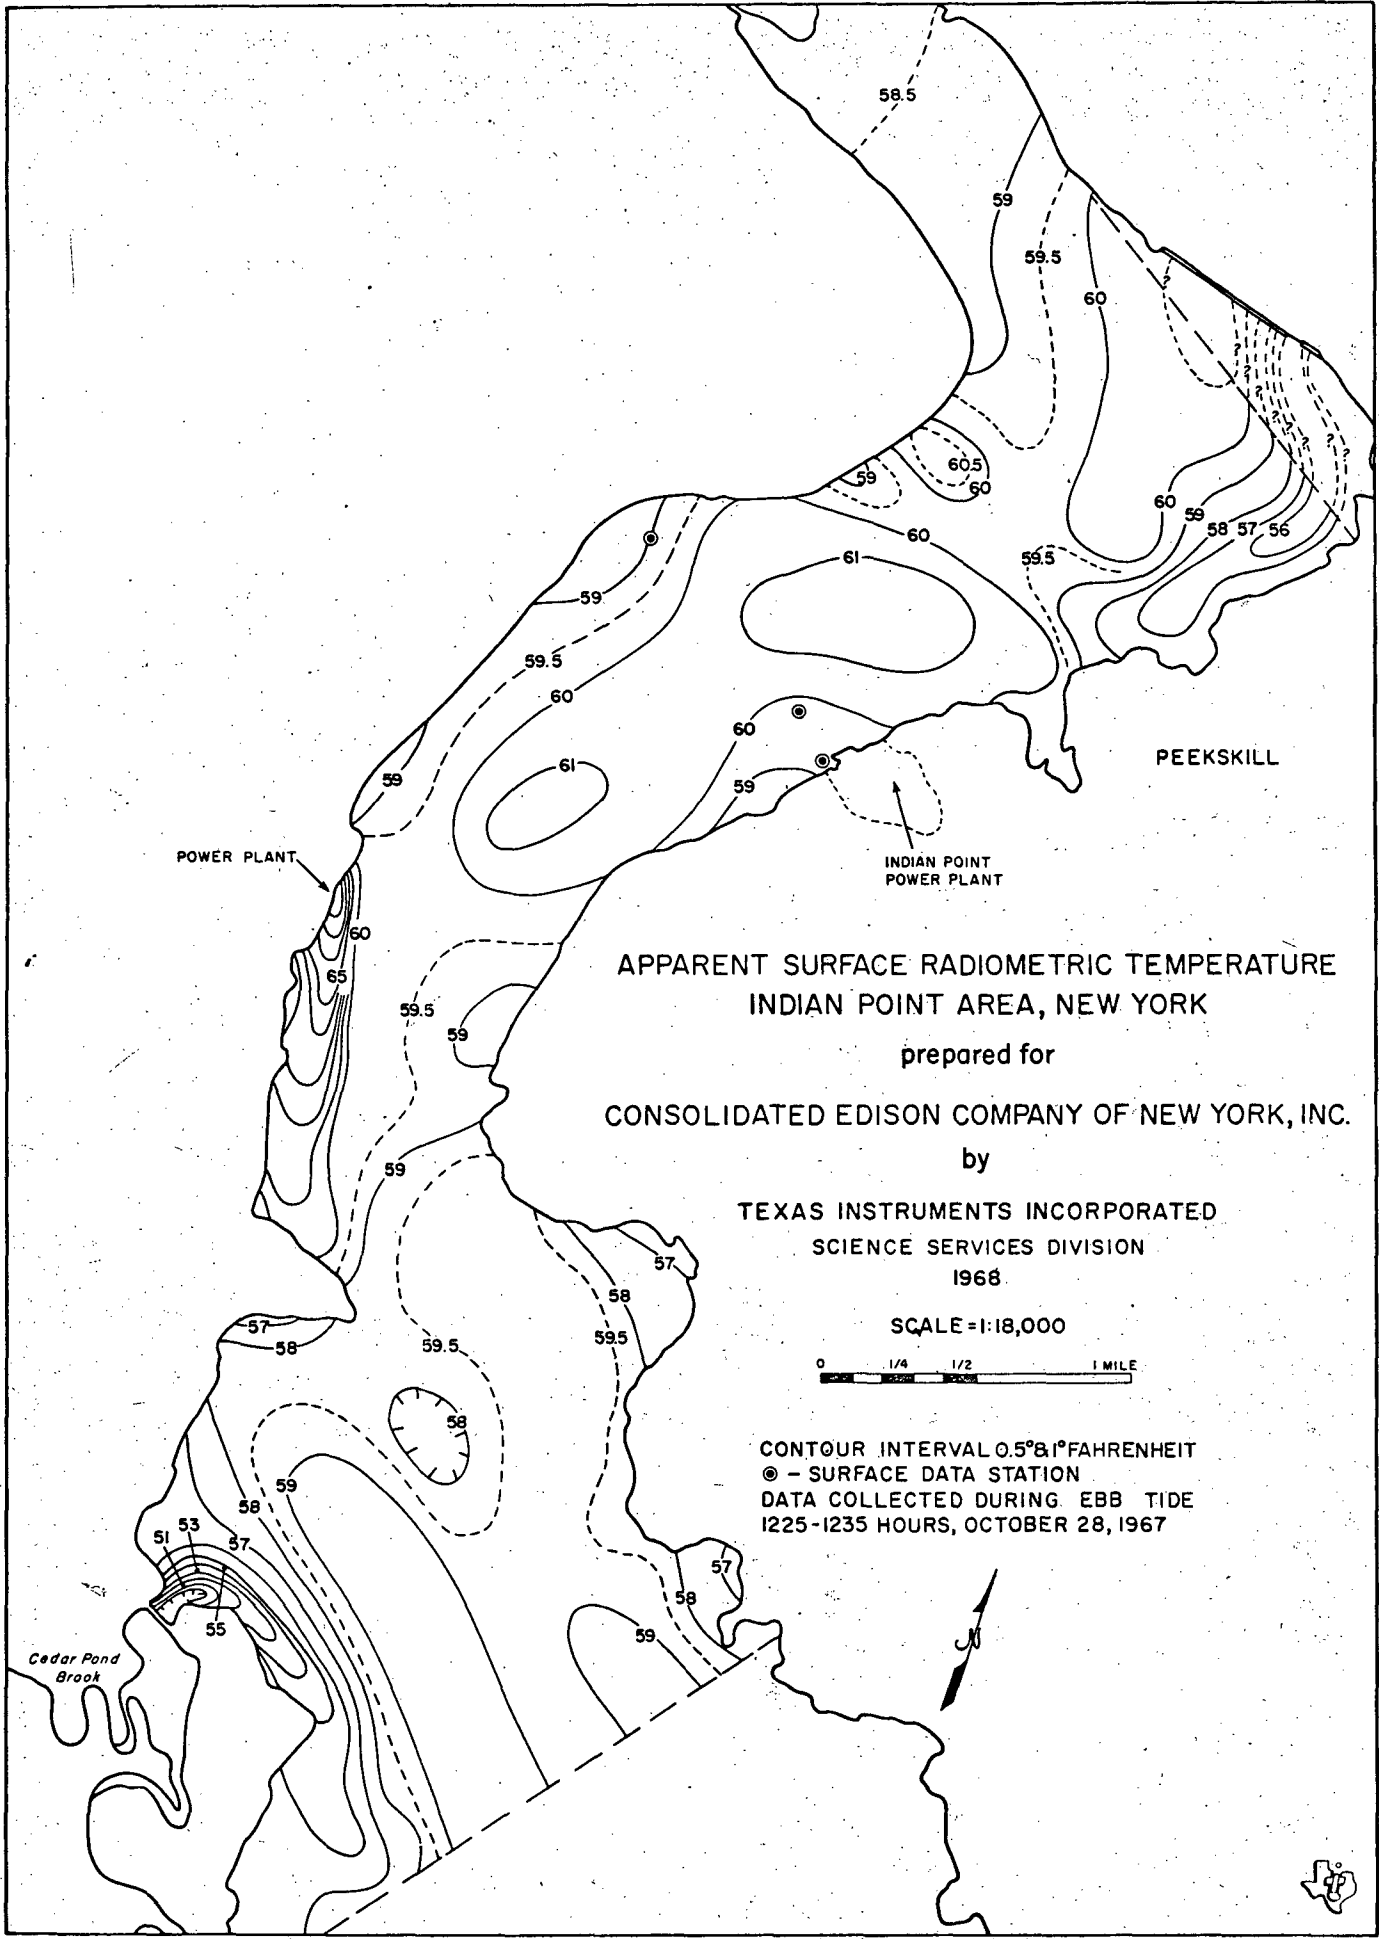 58.5
59
59.5
60
?
?
?
?
?
?
?
?
?
60.5
60
59
60
59
58
57
56
60
59.5
61
59
59.5
60
61
60
59
59
PEEKSKILL
POWER PLANT
INDIAN POINT
POWER PLANT
60
65
59.5
59
59
APPARENT SURFACE RADIOMETRIC TEMPERATURE
INDIAN POINT AREA, NEW YORK
prepared for
CONSOLIDATED EDISON COMPANY OF NEW YORK, INC.
by
TEXAS INSTRUMENTS INCORPORATED
SCIENCE SERVICES DIVISION
1968
SCALE=1:18,000
0 1/4 1/2 1 MILE
57
58
59.5
57
58
59.5
58
59
58
57
53
51
55
57
58
59
Cedar Pond
Brook
CONTOUR INTERVAL 0.5°&1°FAHRENHEIT
- SURFACE DATA STATION
DATA COLLECTED DURING EBB TIDE
1225-1235 HOURS, OCTOBER 28, 1967
N